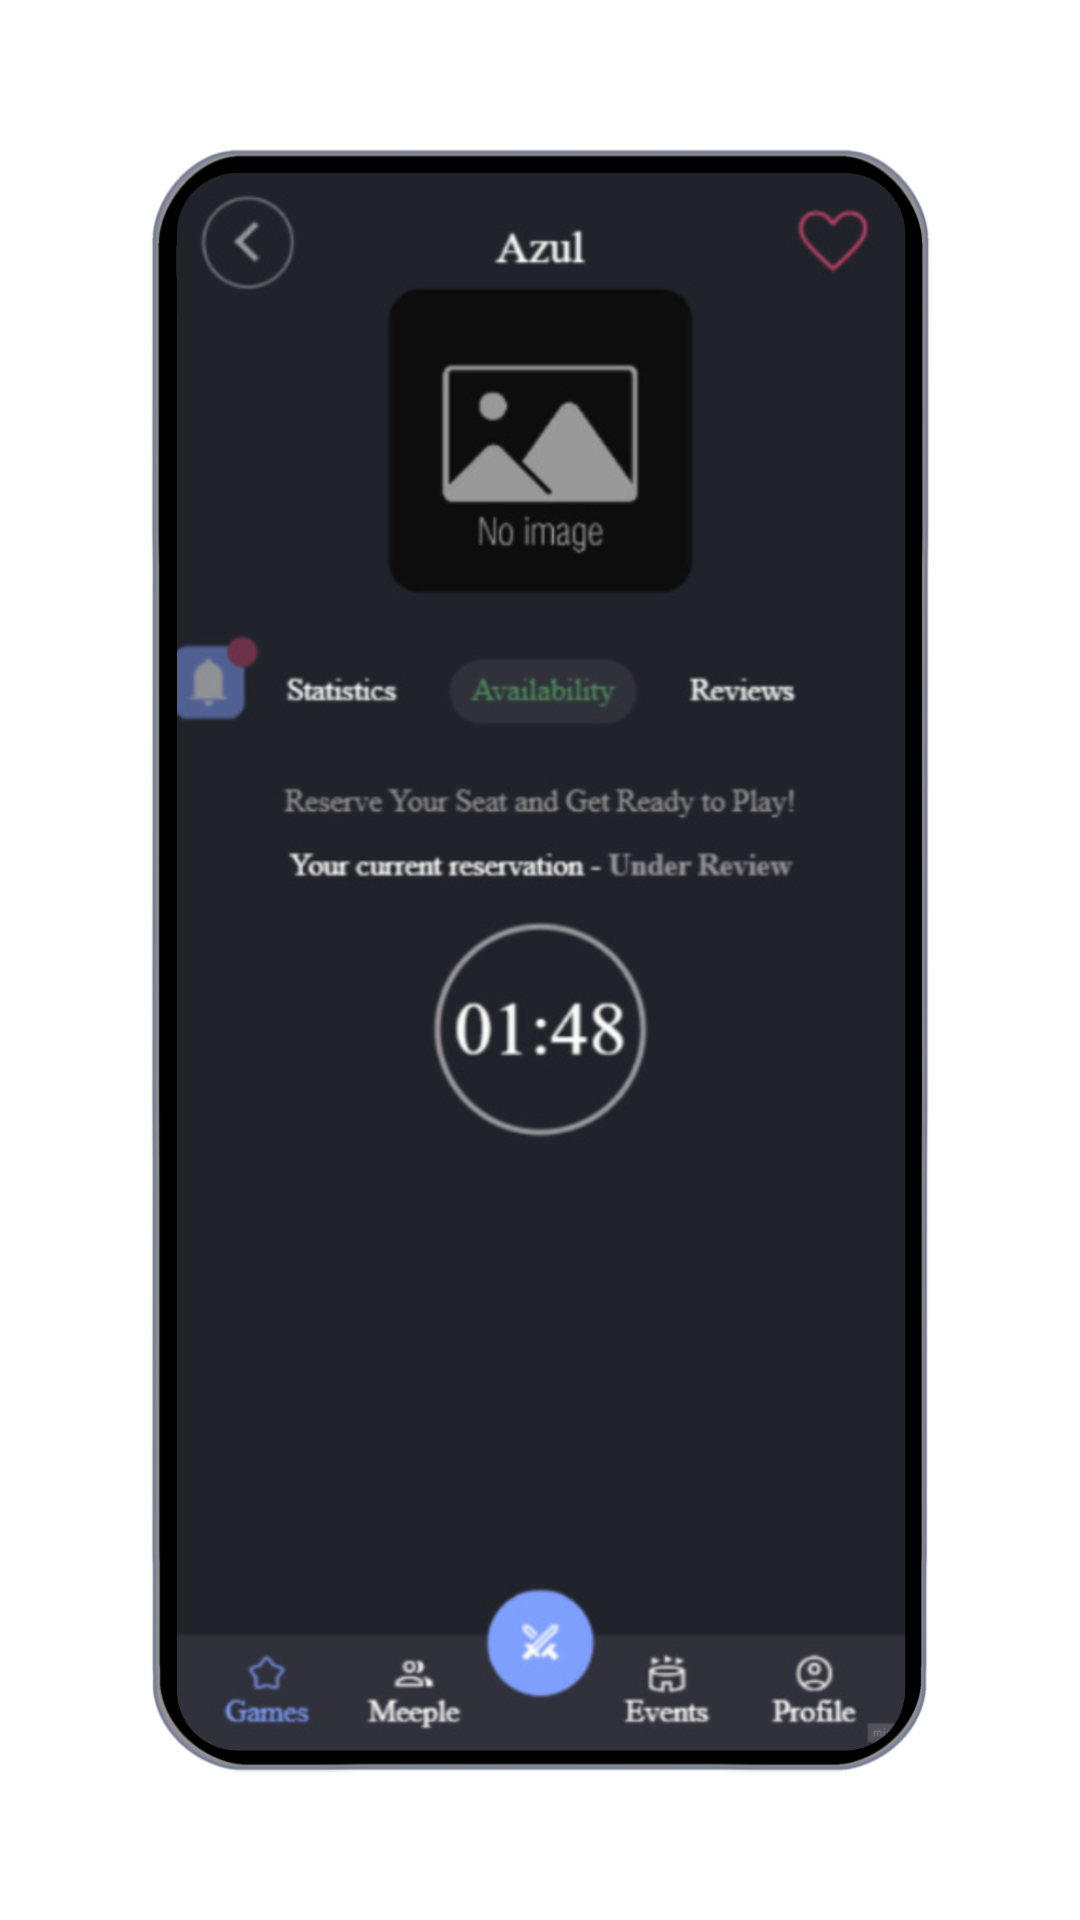 Azul
No image
Statistics Availability Reviews
Reserve Your Seat and Get Ready to Play!
Your current reservation - Under Review
01:48
Games Meeple Events Profile